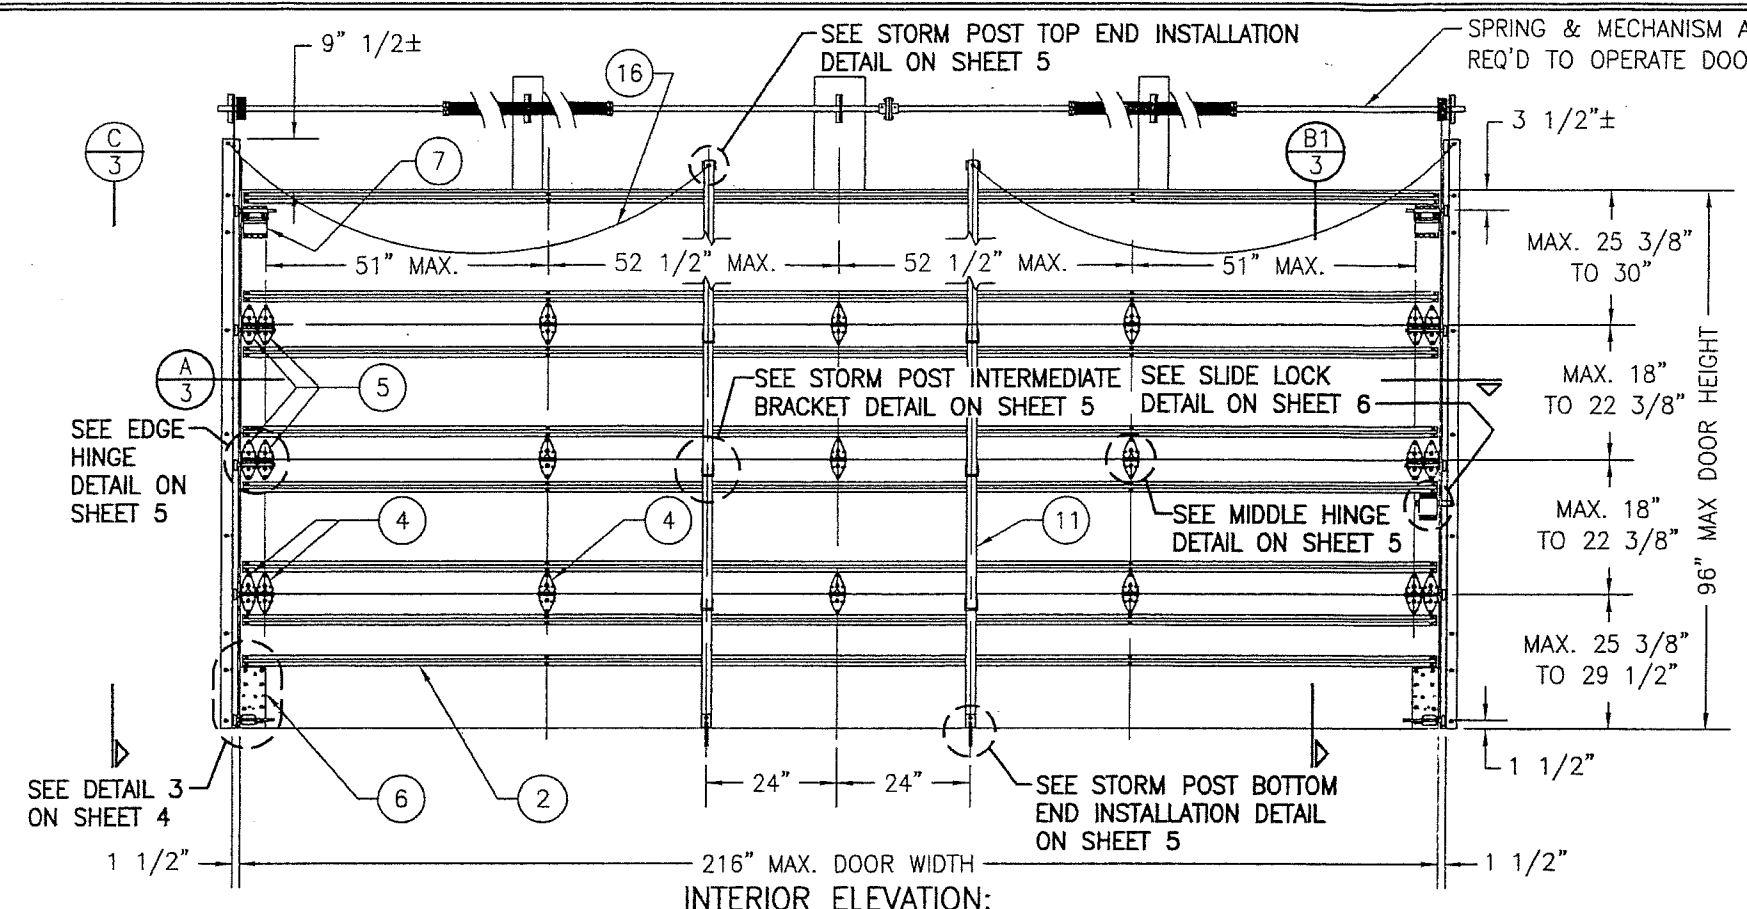 9" 1/2±
16
SEE STORM POST TOP END INSTALLATION
DETAIL ON SHEET 5
SPRING & MECHANISM A
REQ'D TO OPERATE DOO
C
3
7
B1
3
3 1/2"±
51" MAX.
52 1/2" MAX.
52 1/2" MAX.
51" MAX.
MAX. 25 3/8"
TO 30"
A
3
5
SEE STORM POST INTERMEDIATE
BRACKET DETAIL ON SHEET 5
SEE SLIDE LOCK
DETAIL ON SHEET 6
MAX. 18"
TO 22 3/8"
96" MAX DOOR HEIGHT
SEE EDGE
HINGE
DETAIL ON
SHEET 5
4
4
11
SEE MIDDLE HINGE
DETAIL ON SHEET 5
MAX. 18"
TO 22 3/8"
MAX. 25 3/8"
TO 29 1/2"
SEE DETAIL 3
ON SHEET 4
6
2
24"
24"
SEE STORM POST BOTTOM
END INSTALLATION DETAIL
ON SHEET 5
1 1/2"
1 1/2"
216" MAX. DOOR WIDTH
1 1/2"
INTERIOR ELEVATION: